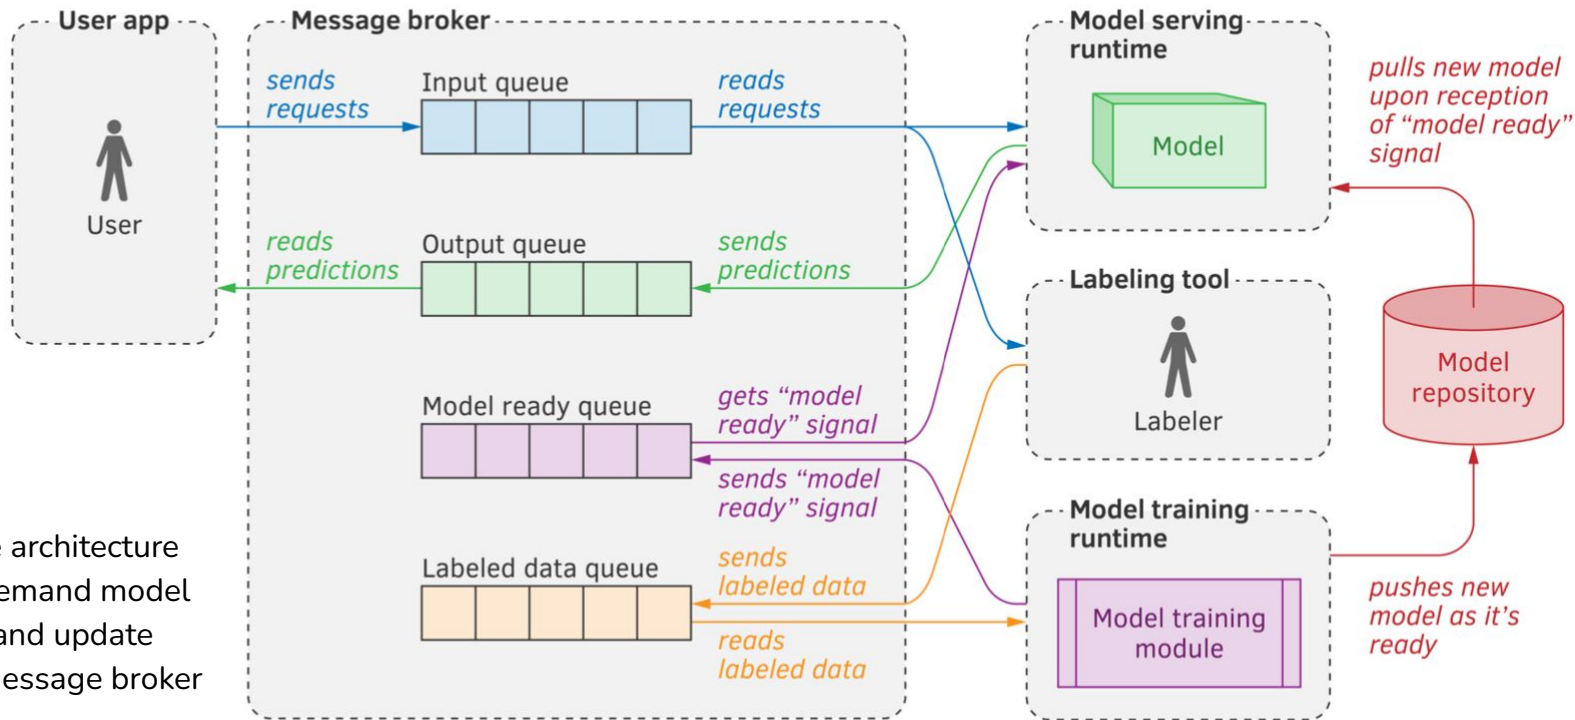 User app
User
Message broker
sends
requests
Input queue
reads
requests
reads
predictions
Output queue
sends
predictions
Model ready queue
gets “model
ready” signal
sends “model
ready” signal
Labeled data queue
sends
labeled data
reads
labeled data
Model serving
runtime
Model
Labeling tool
Labeler
Model training
runtime
Model training
module
pulls new model
upon reception
of “model ready”
signal
Model
repository
pushes new
model as it’s
ready
architecture
model
and update
message broker